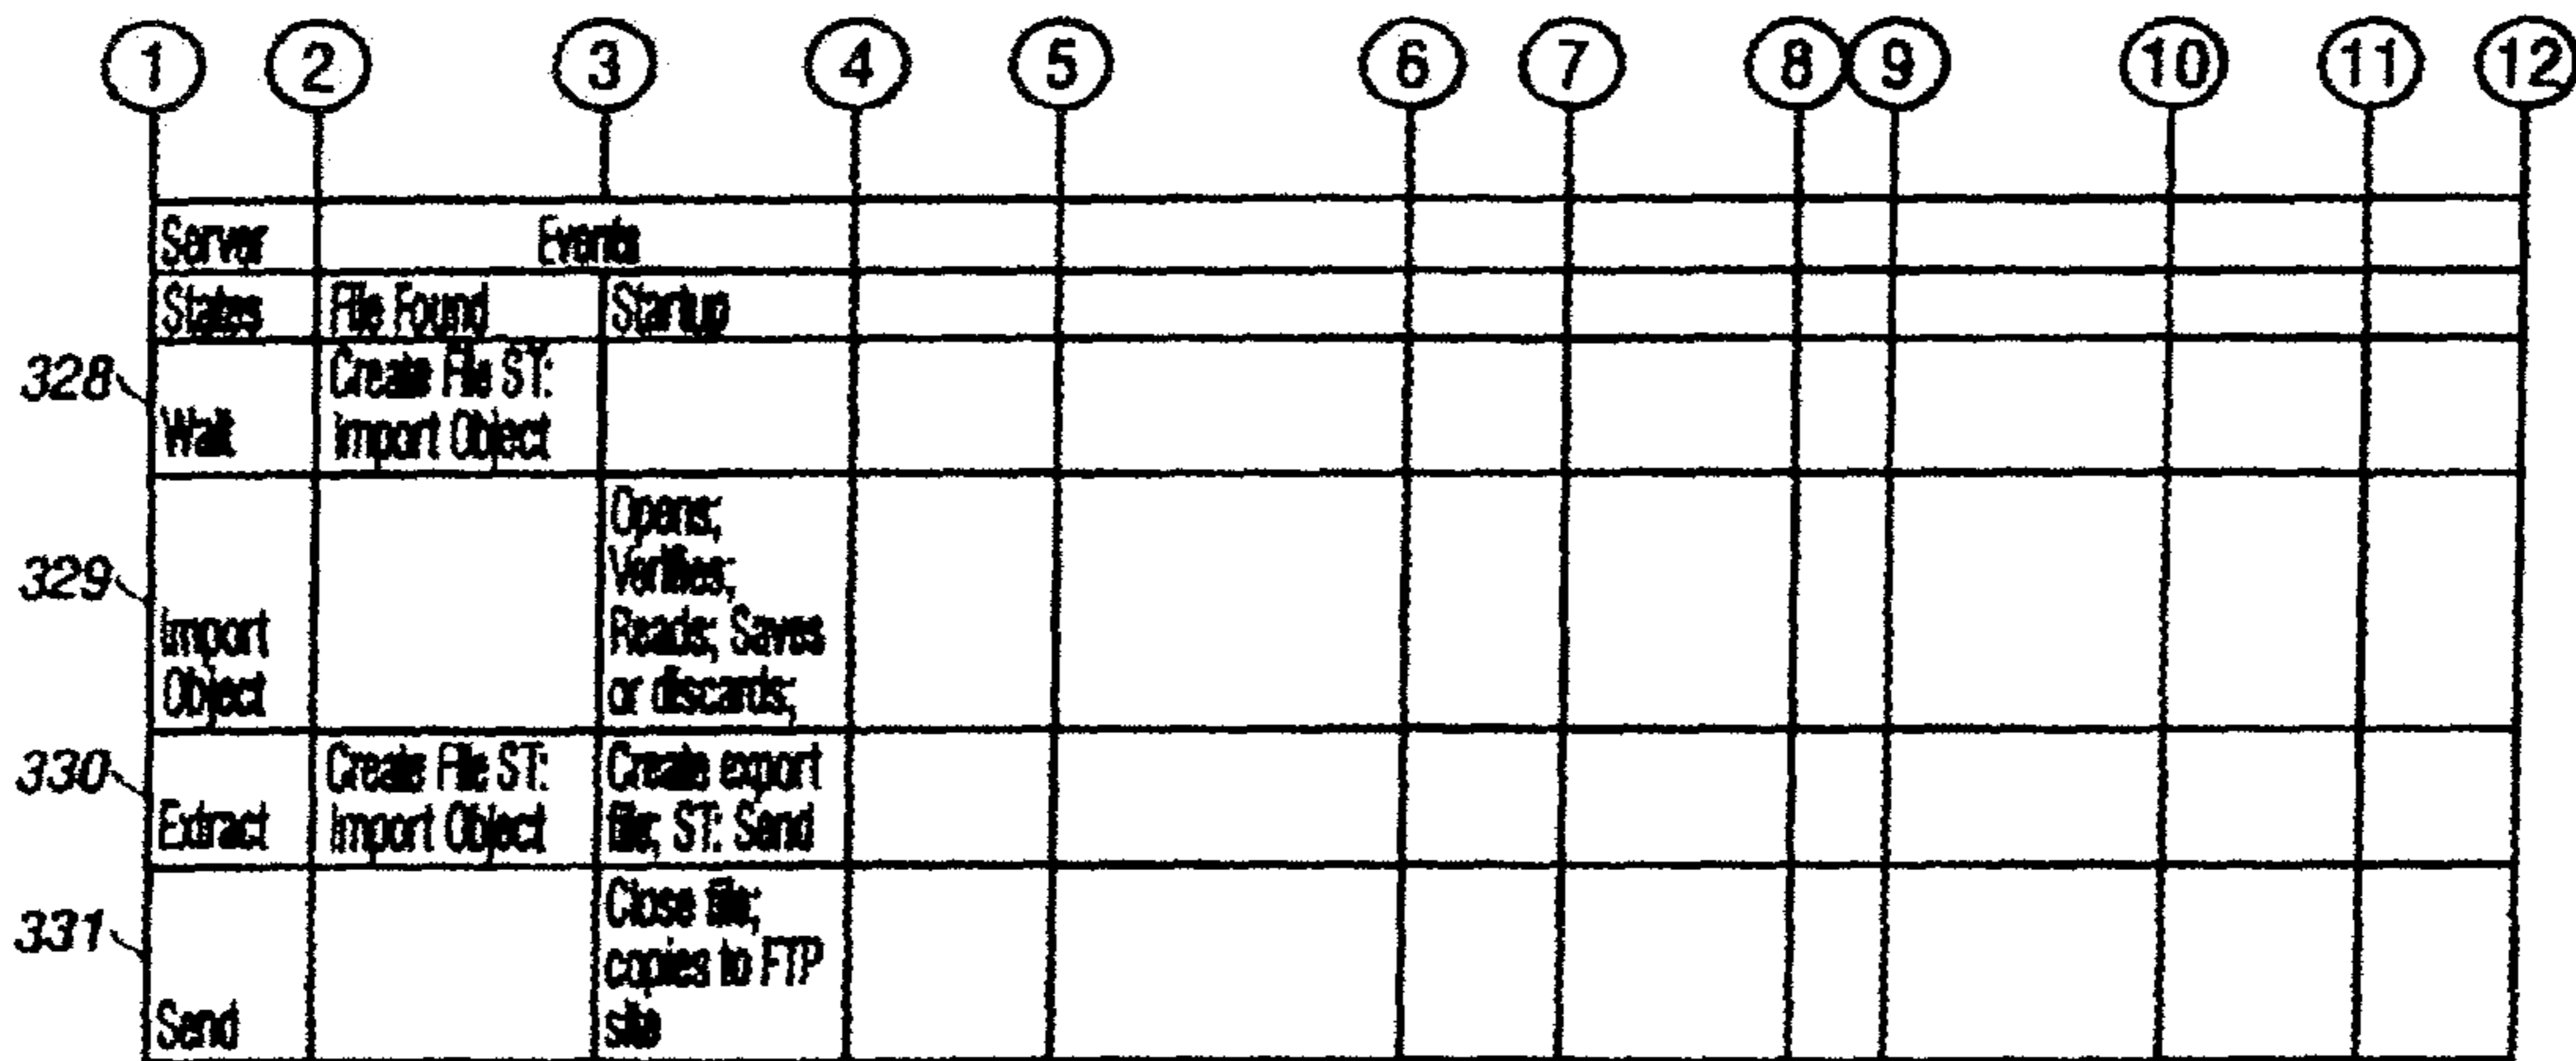 1 2 3 4 5 6 7 8 9 10 11 12
Server Events
States File Found Startup
328
Wait
Create File ST:
Import Object
329
Import
Object
Opens;
Verifies;
Reads; Saves
or discards;
330
Extract
Create File ST:
Import Object
Create export
file; ST: Send
331
Send
Close file;
copies to FTP
site